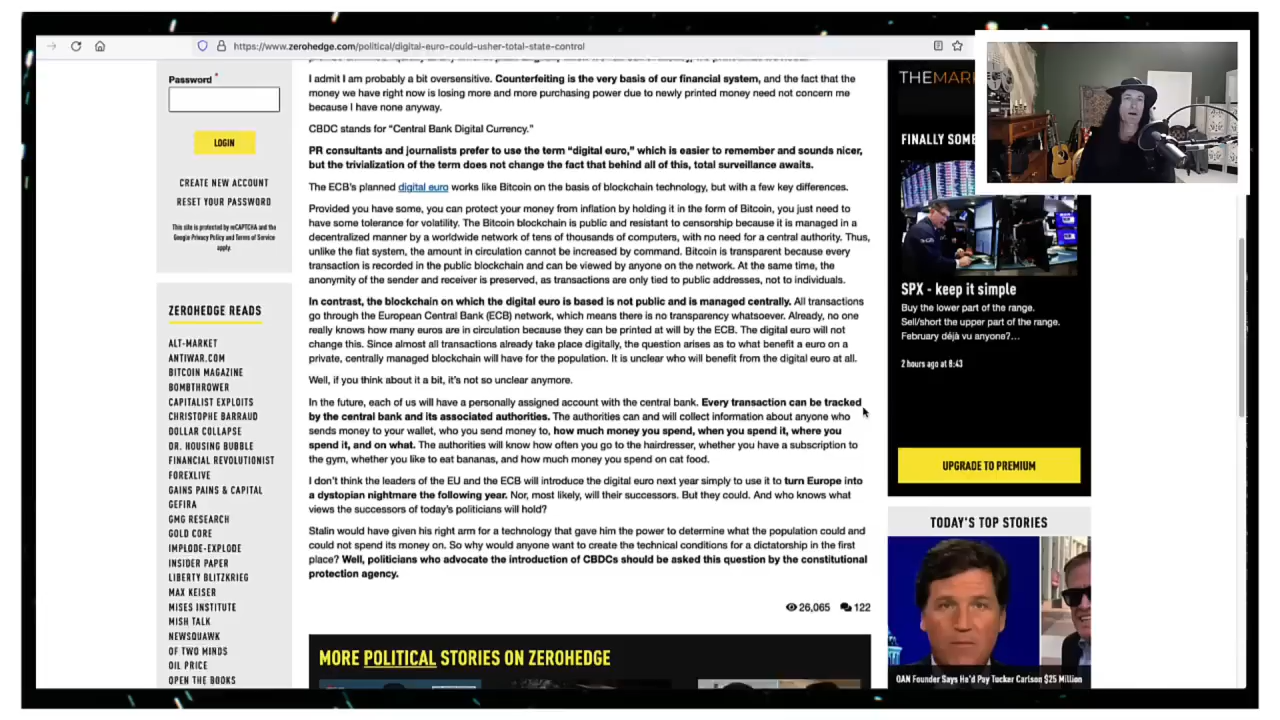 https://www.zerohedge.com/political/digital-euro-could-usher-total-state-control
Password *
LOGIN
CREATE NEW ACCOUNT
RESET YOUR PASSWORD
This site is protected by reCAPTCHA and the
Google Privacy Policy and Terms of Service
apply.
ZEROHEDGE READS
ALT-MARKET
ANTIWAR.COM
BITCOIN MAGAZINE
BOMBTHROWER
CAPITALIST EXPLOITS
CHRISTOPHE BARRAUD
DOLLAR COLLAPSE
DR. HOUSING BUBBLE
FINANCIAL REVOLUTIONIST
FOREXLIVE
GAINS PAINS & CAPITAL
GEFIRA
GMG RESEARCH
GOLD CORE
IMPLODE-EXPLODE
INSIDER PAPER
LIBERTY BLITZKRIEG
MAX KEISER
MISES INSTITUTE
MISH TALK
NEWSQUAWK
OF TWO MINDS
OIL PRICE
OPEN THE BOOKS
I admit I am probably a bit oversensitive. Counterfeiting is the very basis of our financial system, and the fact that the
money we have right now is losing more and more purchasing power due to newly printed money need not concern me
because I have none anyway.
CBDC stands for “Central Bank Digital Currency.”
PR consultants and journalists prefer to use the term “digital euro,” which is easier to remember and sounds nicer,
but the trivialization of the term does not change the fact that behind all of this, total surveillance awaits.
The ECB’s planned digital euro works like Bitcoin on the basis of blockchain technology, but with a few key differences.
Provided you have some, you can protect your money from inflation by holding it in the form of Bitcoin, you just need to
have some tolerance for volatility. The Bitcoin blockchain is public and resistant to censorship because it is managed in a
decentralized manner by a worldwide network of tens of thousands of computers, with no need for a central authority. Thus,
unlike the fiat system, the amount in circulation cannot be increased by command. Bitcoin is transparent because every
transaction is recorded in the public blockchain and can be viewed by anyone on the network. At the same time, the
anonymity of the sender and receiver is preserved, as transactions are only tied to public addresses, not to individuals.
In contrast, the blockchain on which the digital euro is based is not public and is managed centrally. All transactions
go through the European Central Bank (ECB) network, which means there is no transparency whatsoever. Already, no one
really knows how many euros are in circulation because they can be printed at will by the ECB. The digital euro will not
change this. Since almost all transactions already take place digitally, the question arises as to what benefit a euro on a
private, centrally managed blockchain will have for the population. It is unclear who will benefit from the digital euro at all.
Well, if you think about it a bit, it’s not so unclear anymore.
In the future, each of us will have a personally assigned account with the central bank. Every transaction can be tracked
by the central bank and its associated authorities. The authorities can and will collect information about anyone who
sends money to your wallet, who you send money to, how much money you spend, when you spend it, where you
spend it, and on what. The authorities will know how often you go to the hairdresser, whether you have a subscription to
the gym, whether you like to eat bananas, and how much money you spend on cat food.
I don’t think the leaders of the EU and the ECB will introduce the digital euro next year simply to use it to turn Europe into
a dystopian nightmare the following year. Nor, most likely, will their successors. But they could. And who knows what
views the successors of today’s politicians will hold?
Stalin would have given his right arm for a technology that gave him the power to determine what the population could and
could not spend its money on. So why would anyone want to create the technical conditions for a dictatorship in the first
place? Well, politicians who advocate the introduction of CBDCs should be asked this question by the constitutional
protection agency.
26,065 122
MORE POLITICAL STORIES ON ZEROHEDGE
FINALLY
SPX - keep it simple
Buy the lower part of the range.
Sell/short the upper part of the range.
February déjà vu anyone?...
2 hours ago at 8:43
UPGRADE TO PREMIUM
TODAY'S TOP STORIES
OAN Founder Says He'd Pay Tucker Carlson $25 Million